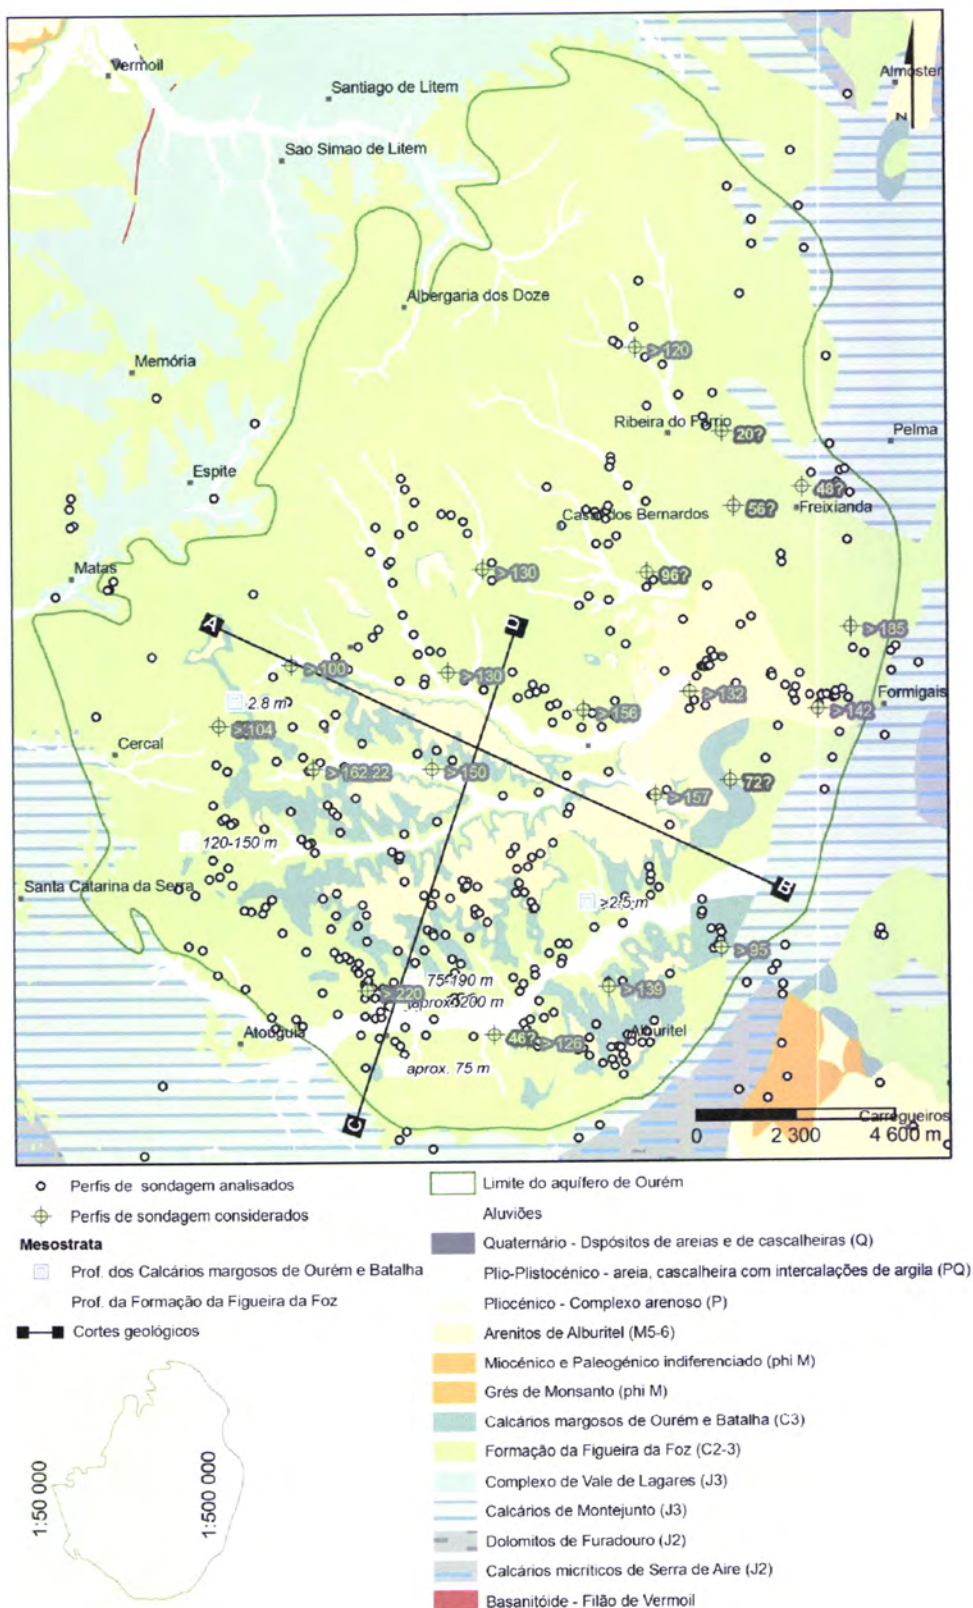 Vermoil
Almoster
Santiago de Litem
N
Sao Simao de Litem
Albergaria dos Doze
>120
Memória
Ribeira do Farrio
20?
Pelma
Espite
48?
56?
Freixianda
Casal dos Bernardos
>130
96?
Matas
A
D
>185
>100
>130
>132
Formigais
2.8 m
>156
>142
>104
Cercal
>162,22
>150
72?
>157
120-150 m
Santa Catarina da Serra
B
>2.5 m
>95
75-190 m
>139
>220
aprox. 200 m
Atouguia
46?
>126
Alburitel
aprox. 75 m
Carregueiros
C
0 2 300 4 600 m
Perfis de sondagem analisados
Perfis de sondagem considerados
Mesostrata
Prof. dos Calcários margosos de Ourém e Batalha
Prof. da Formação da Figueira da Foz
Cortes geológicos
1:50 000
1:500 000
Limite do aquífero de Ourém
Aluviões
Quaternário - Dspósitos de areias e de cascalheiras (Q)
Plio-Plistocénico - areia, cascalheira com intercalações de argila (PQ)
Pliocénico - Complexo arenoso (P)
Arenitos de Alburitel (M5-6)
Miocénico e Paleogénico indiferenciado (phi M)
Grés de Monsanto (phi M)
Calcários margosos de Ourém e Batalha (C3)
Formação da Figueira da Foz (C2-3)
Complexo de Vale de Lagares (J3)
Calcários de Montejunto (J3)
Dolomitos de Furadouro (J2)
Calcários micríticos de Serra de Aire (J2)
Basanitóide - Filão de Vermoil